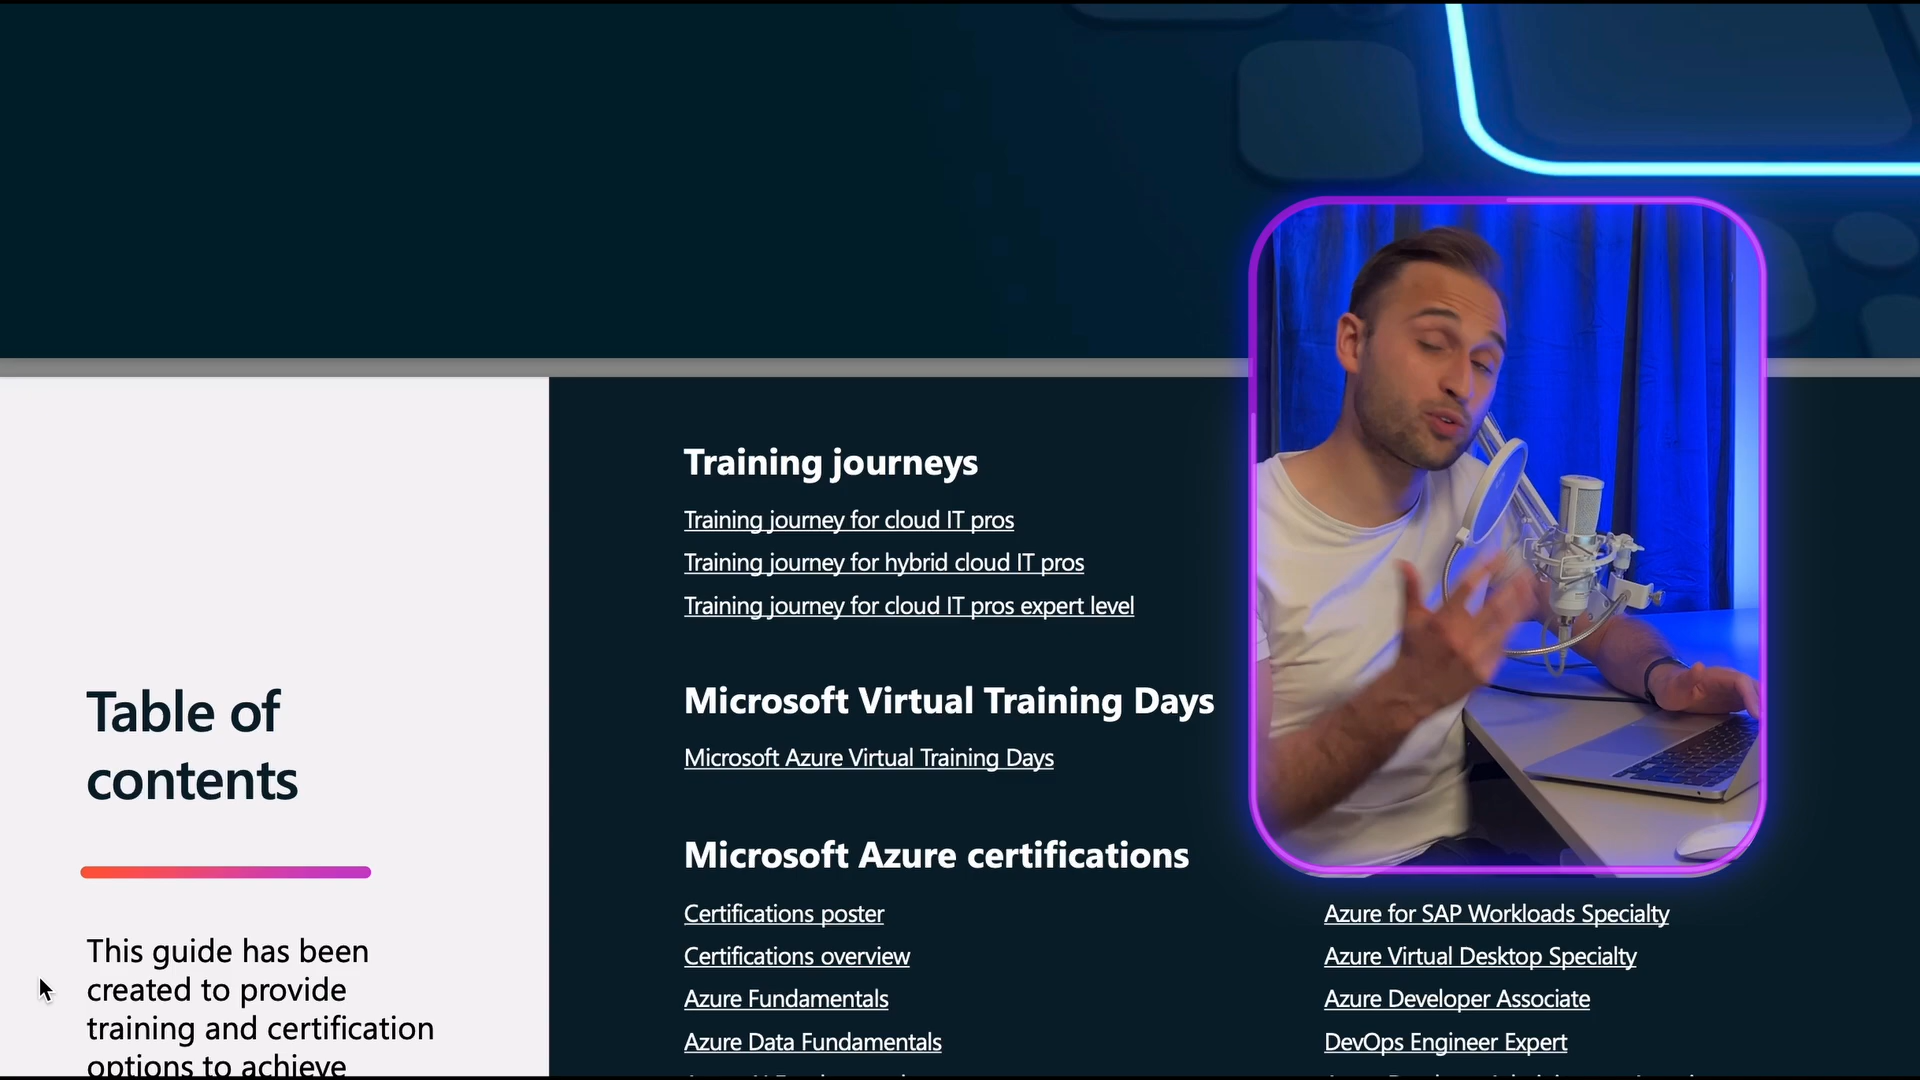 Table of
contents
This guide has been
created to provide
training and certification
options to achieve
Training journeys
Training journey for cloud IT pros
Training journey for hybrid cloud IT pros
Training journey for cloud IT pros expert level
Microsoft Virtual Training Days
Microsoft Azure Virtual Training Days
Microsoft Azure certifications
Certifications poster
Certifications overview
Azure Fundamentals
Azure Data Fundamentals
Azure for SAP Workloads Specialty
Azure Virtual Desktop Specialty
Azure Developer Associate
DevOps Engineer Expert